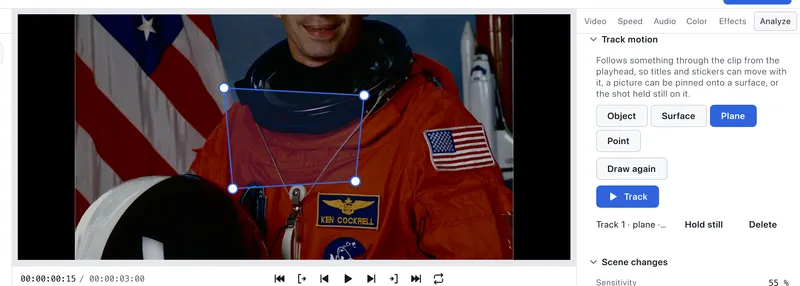 Video Speed Audio Color Effects Analyze
Track motion
Follows something through the clip from the
playhead, so titles and stickers can move with
it, a picture can be pinned onto a surface, or
the shot held still on it.
Object Surface Plane
Point
Draw again
Track
Track 1 · plane ·… Hold still Delete
Scene changes
Sensitivity 55 %
KEN COCKRELL
00:00:00:15 / 00:00:03:00